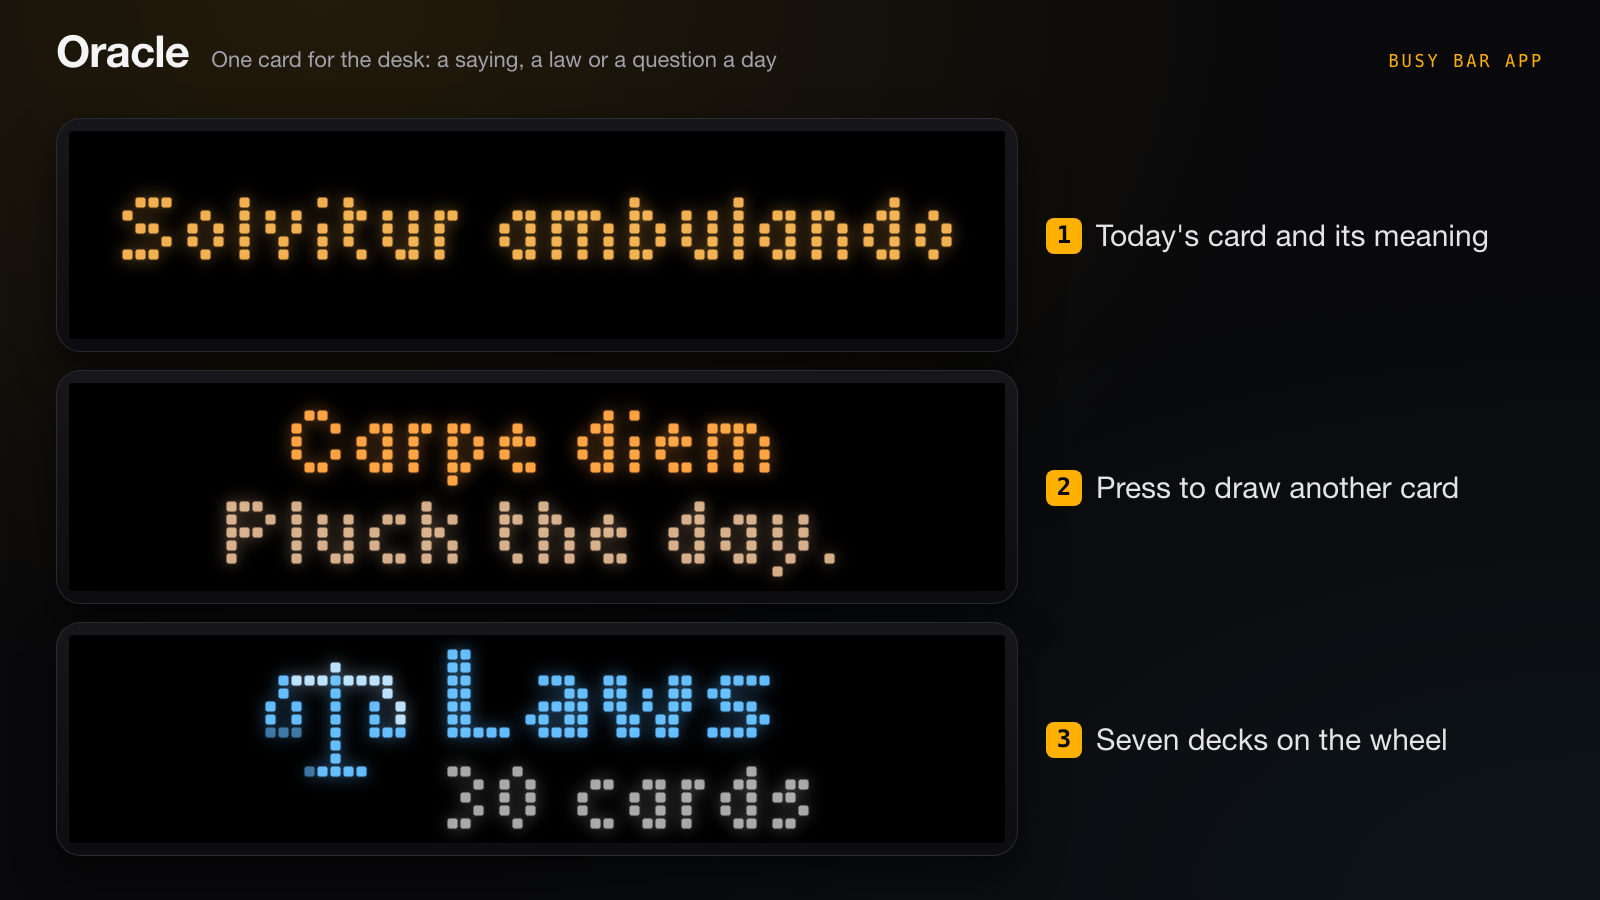 Oracle One card for the desk: a saying, a law or a question a day
BUSY BAR APP
Solvitur ambulando
1 Today's card and its meaning
Carpe diem
Pluck the day.
2 Press to draw another card
Laws
30 cards
3 Seven decks on the wheel